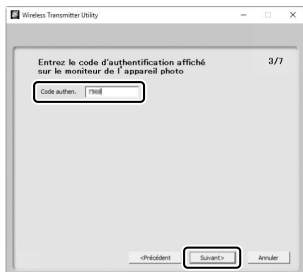 Wireless Transmitter Utility
Entrez le code d'authentification affiché
sur le moniteur de l'appareil photo
3/7
Code authen.
<Précédent
Suivant>
Annuler